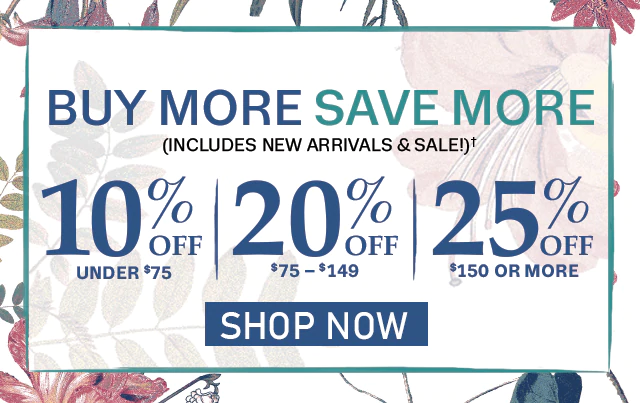 BUY MORE SAVE MORE
(INCLUDES NEW ARRIVALS & SALE!)†
10% OFF
UNDER $75
20% OFF
$75 – $149
25% OFF
$150 OR MORE
SHOP NOW